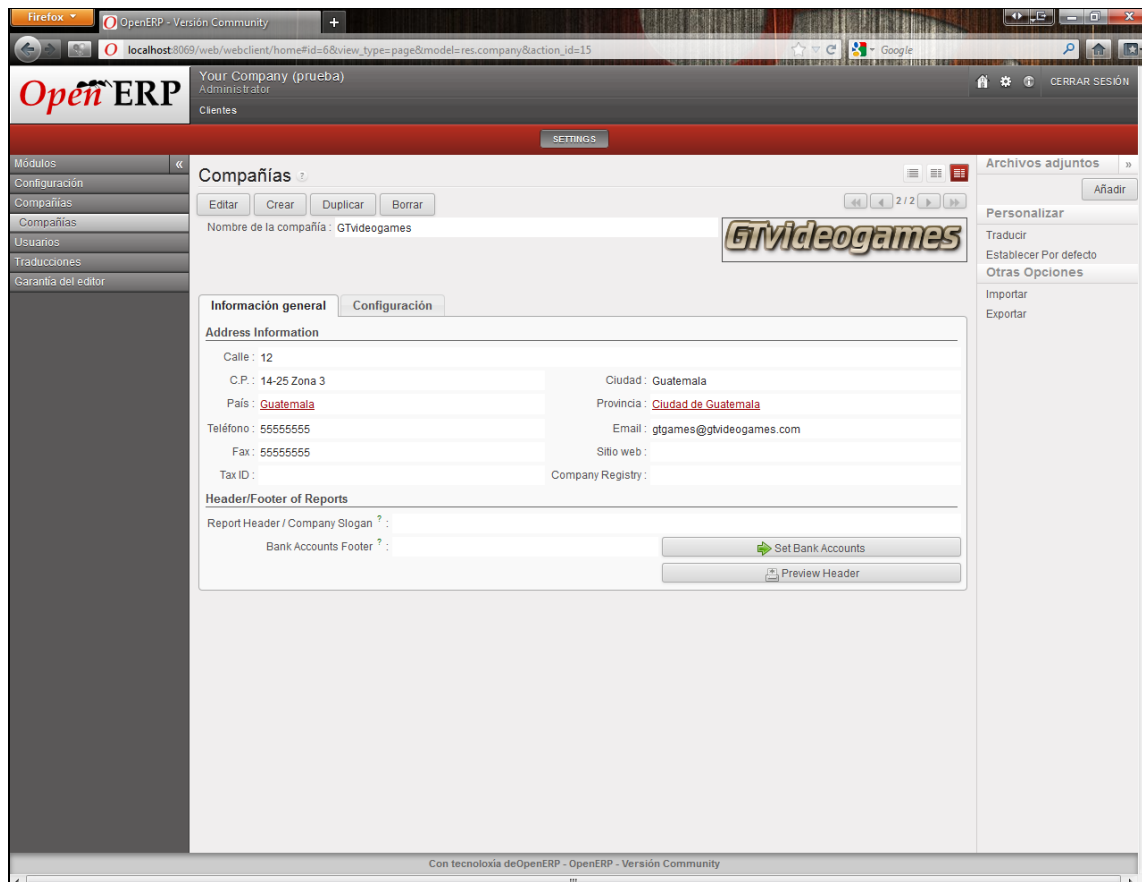 Firefox
OpenERP - Versión Community
localhost:8069/web/webclient/home#id=6&view_type=page&model=res.company&action_id=15
Google
Open ERP
Your Company (prueba)
Administrator
Clientes
CERRAR SESIÓN
SETTINGS
Módulos
Configuración
Compañías
Compañías
Usuarios
Traducciones
Garantía del editor
Compañías ?
Editar Crear Duplicar Borrar
2 / 2
Nombre de la compañía : GTvideogames
GTvideogames
Información general Configuración
Address Information
Calle : 12
C.P. : 14-25 Zona 3 Ciudad : Guatemala
País : Guatemala Provincia : Ciudad de Guatemala
Teléfono : 55555555 Email : gtgames@gtvideogames.com
Fax : 55555555 Sitio web :
Tax ID : Company Registry :
Header/Footer of Reports
Report Header / Company Slogan ? :
Bank Accounts Footer ? : Set Bank Accounts
Preview Header
Archivos adjuntos
Añadir
Personalizar
Traducir
Establecer Por defecto
Otras Opciones
Importar
Exportar
Con tecnoloxia deOpenERP - OpenERP - Versión Community